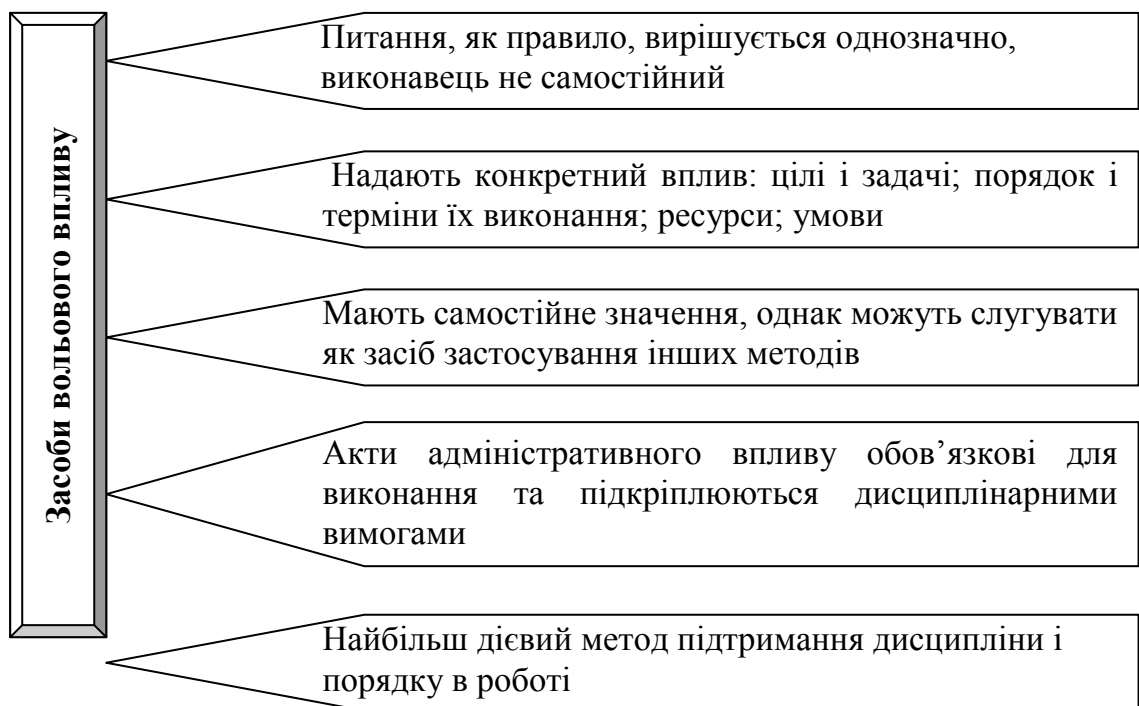 Засоби вольового впливу
Питання, як правило, вирішується однозначно,
виконавець не самостійний
Надають конкретний вплив: цілі і задачі; порядок і
терміни їх виконання; ресурси; умови
Мають самостійне значення, однак можуть слугувати
як засіб застосування інших методів
Акти адміністративного впливу обов’язкові для
виконання та підкріплюються дисциплінарними
вимогами
Найбільш дієвий метод підтримання дисципліни і
порядку в роботі